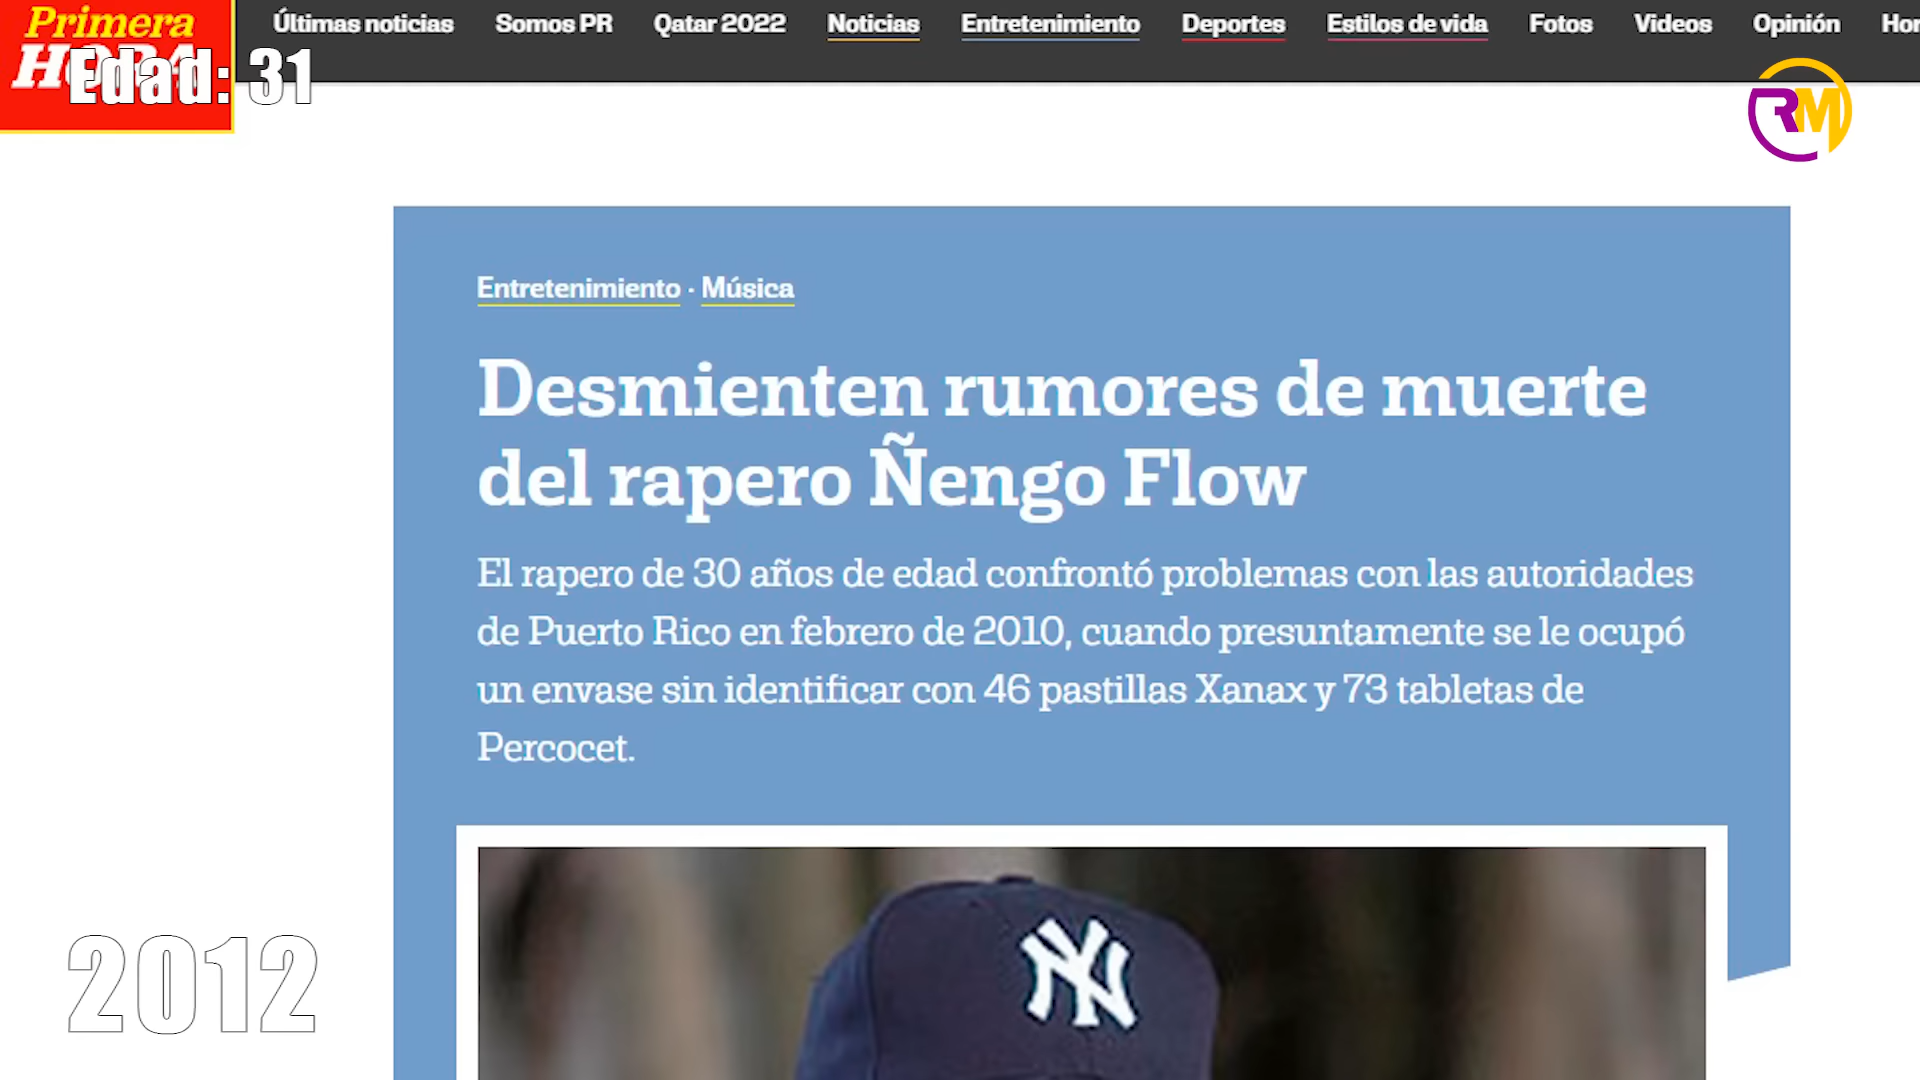 Primera
HORA
Edad: 31
Últimas noticias Somos PR Qatar 2022 Noticias Entretenimiento Deportes Estilos de vida Fotos Videos Opinión Hor
RM
Entretenimiento · Música
Desmienten rumores de muerte
del rapero Ñengo Flow
El rapero de 30 años de edad confrontó problemas con las autoridades
de Puerto Rico en febrero de 2010, cuando presuntamente se le ocupó
un envase sin identificar con 46 pastillas Xanax y 73 tabletas de
Percocet.
NY
2012